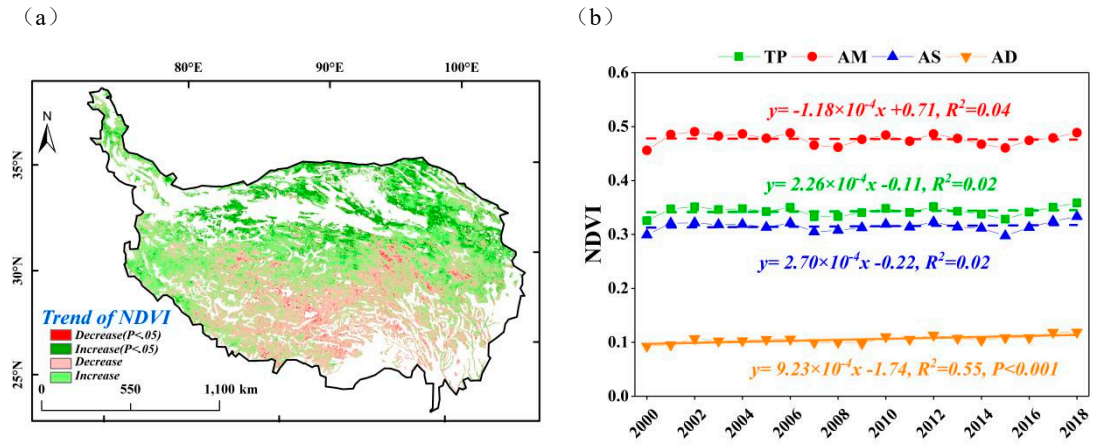 （a）
80°E 90°E 100°E
N
35°N
30°N
25°N
Trend of NDVI
Decrease(P<.05)
Increase(P<.05)
Decrease
Increase
0 550 1,100 km
（b）
TP AM AS AD
NDVI
0.6
0.5
0.4
0.3
0.2
0.1
0.0
y= -1.18×10⁻⁴x +0.71, R²=0.04
y= 2.26×10⁻⁴x -0.11, R²=0.02
y= 2.70×10⁻⁴x -0.22, R²=0.02
y= 9.23×10⁻⁴x -1.74, R²=0.55, P<0.001
2000 2002 2004 2006 2008 2010 2012 2014 2016 2018